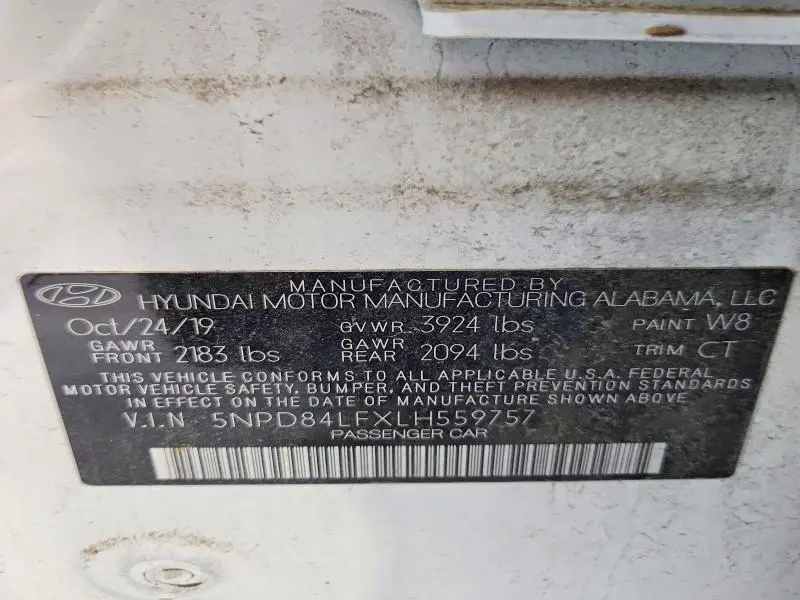 MANUFACTURED BY
HYUNDAI MOTOR MANUFACTURING ALABAMA, LLC
Oct/24/19 GVWR 3924 lbs PAINT W8
GAWR FRONT 2183 lbs GAWR REAR 2094 lbs TRIM CT
THIS VEHICLE CONFORMS TO ALL APPLICABLE U.S.A. FEDERAL
MOTOR VEHICLE SAFETY, BUMPER, AND THEFT PREVENTION STANDARDS
IN EFFECT ON THE DATE OF MANUFACTURE SHOWN ABOVE.
V.I.N 5NPD84LFXLH559757
PASSENGER CAR